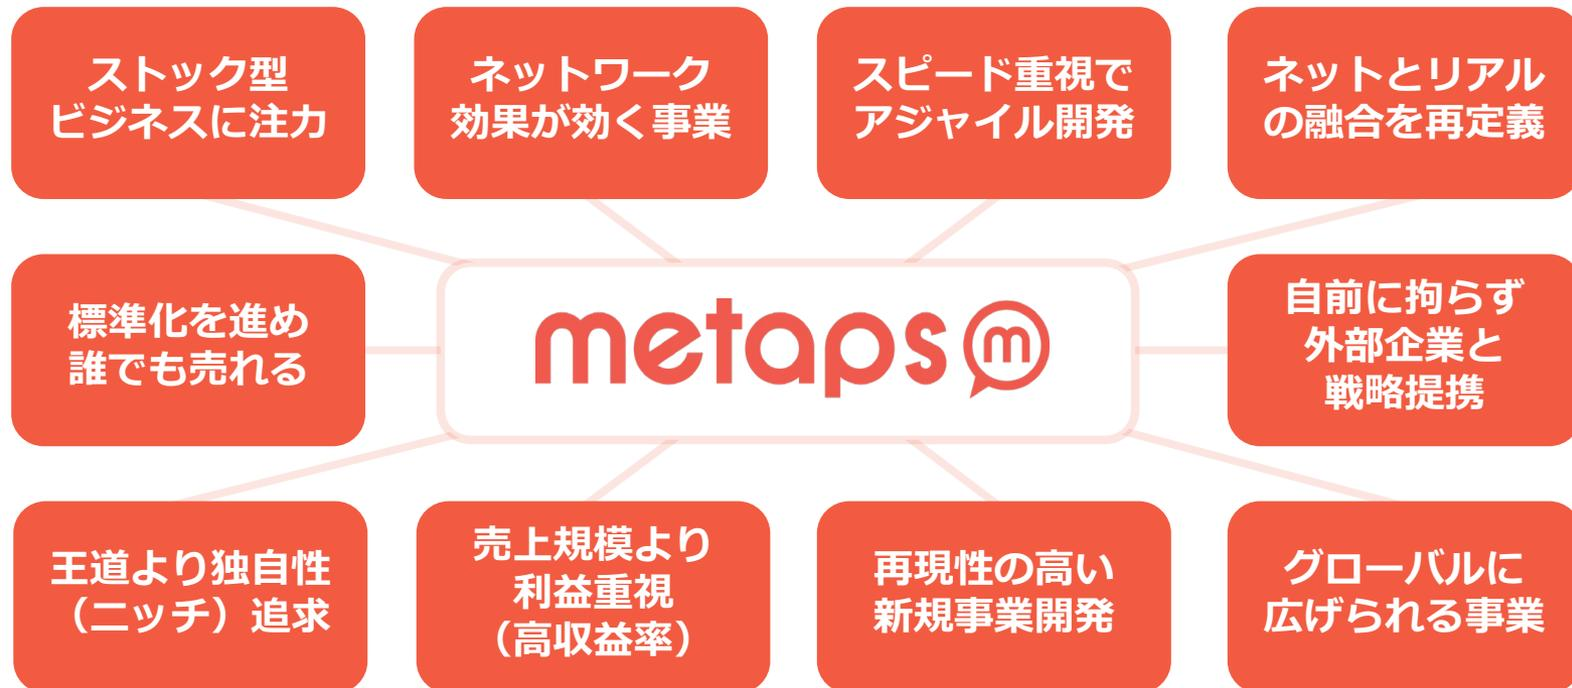 ストック型
ビジネスに注力
ネットワーク
効果が効く事業
スピード重視で
アジャイル開発
ネットとリアル
の融合を再定義
標準化を進め
誰でも売れる
metaps m
自前に拘らず
外部企業と
戦略提携
王道より独自性
（ニッチ）追求
売上規模より
利益重視
（高収益率）
再現性の高い
新規事業開発
グローバルに
広げられる事業